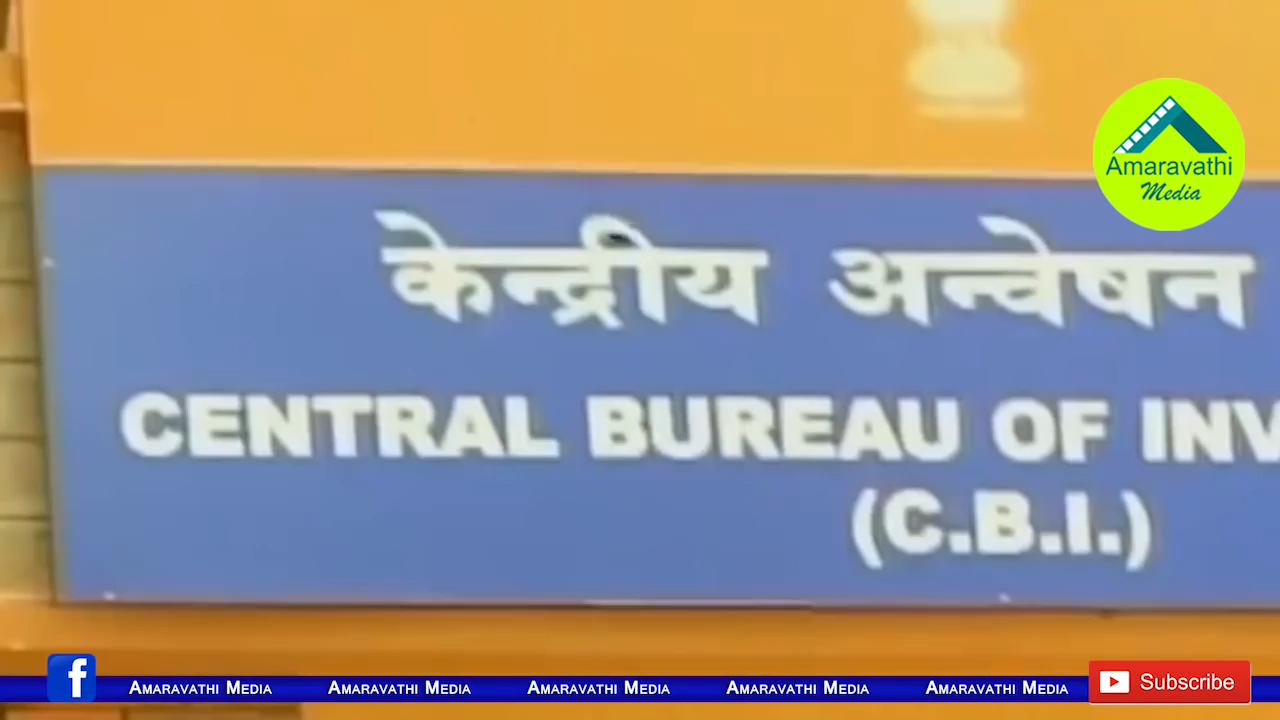 Amaravathi
Media
केन्द्रीय अन्वेषन
CENTRAL BUREAU OF INV
(C.B.I.)
f Amaravathi Media Amaravathi Media Amaravathi Media Amaravathi Media Amaravathi Media Subscribe